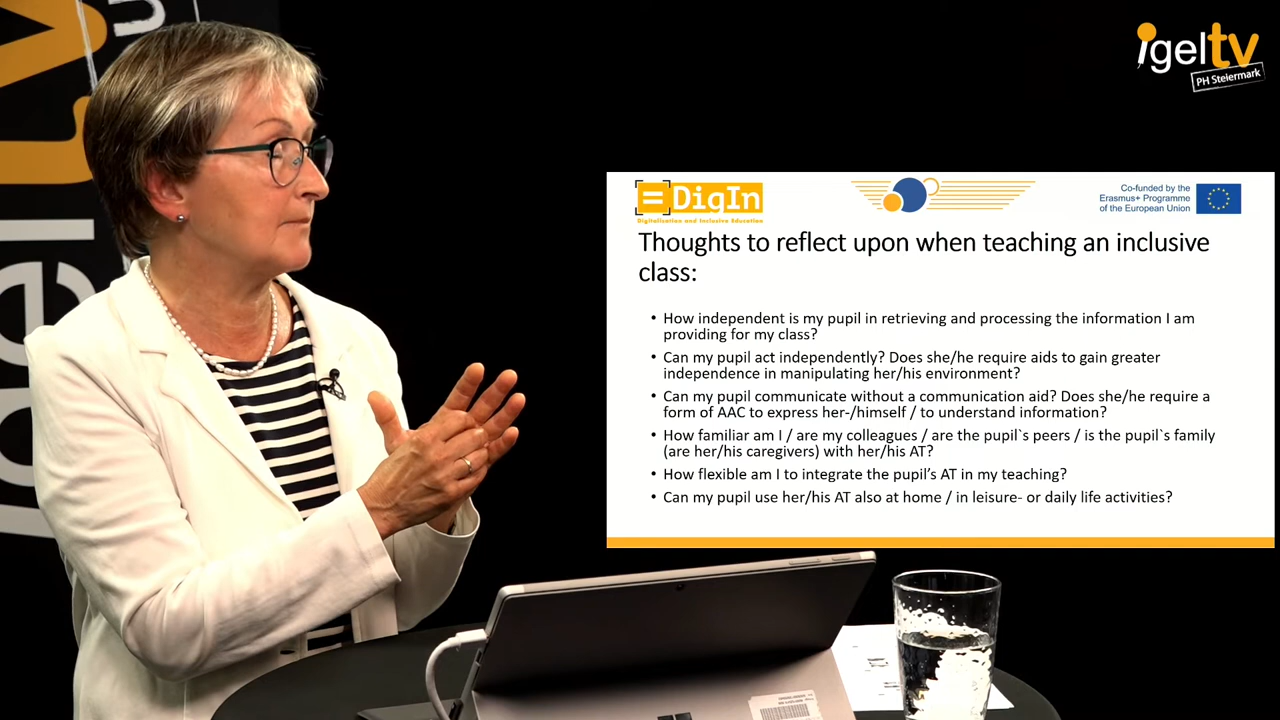 igeltv
PH Steiermark
=DigIn
Digitalisation and Inclusive Education
Co-funded by the
Erasmus+ Programme
of the European Union
Thoughts to reflect upon when teaching an inclusive
class:
• How independent is my pupil in retrieving and processing the information I am
providing for my class?
• Can my pupil act independently? Does she/he require aids to gain greater
independence in manipulating her/his environment?
• Can my pupil communicate without a communication aid? Does she/he require a
form of AAC to express her-/himself / to understand information?
• How familiar am I / are my colleagues / are the pupil`s peers / is the pupil`s family
(are her/his caregivers) with her/his AT?
• How flexible am I to integrate the pupil’s AT in my teaching?
• Can my pupil use her/his AT also at home / in leisure- or daily life activities?